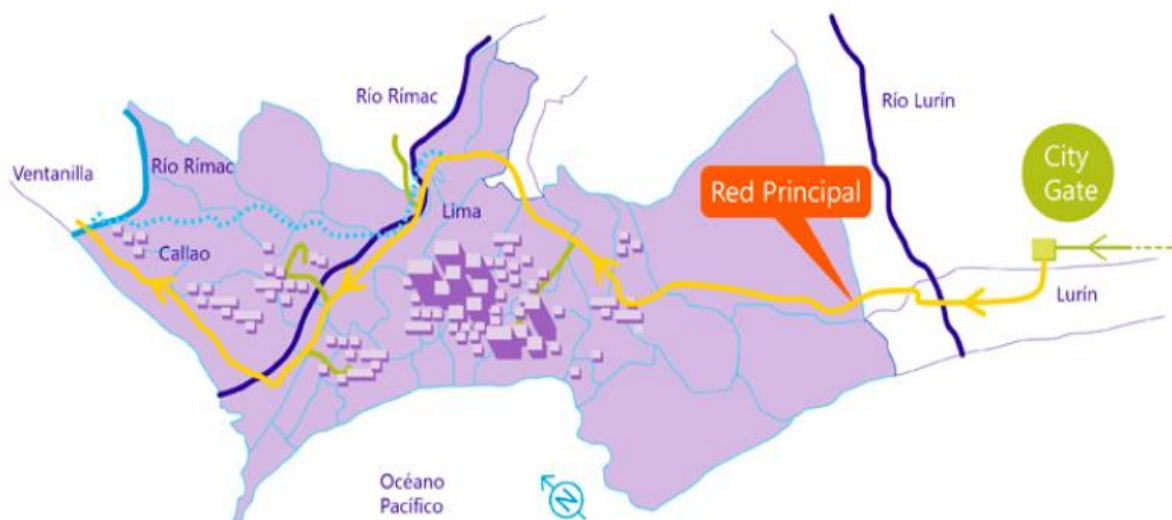 Río Rímac
Río Lurín
City
Gate
Ventanilla
Río Rímac
Red Principal
Lima
Callao
Lurín
Océano
Pacífico
N